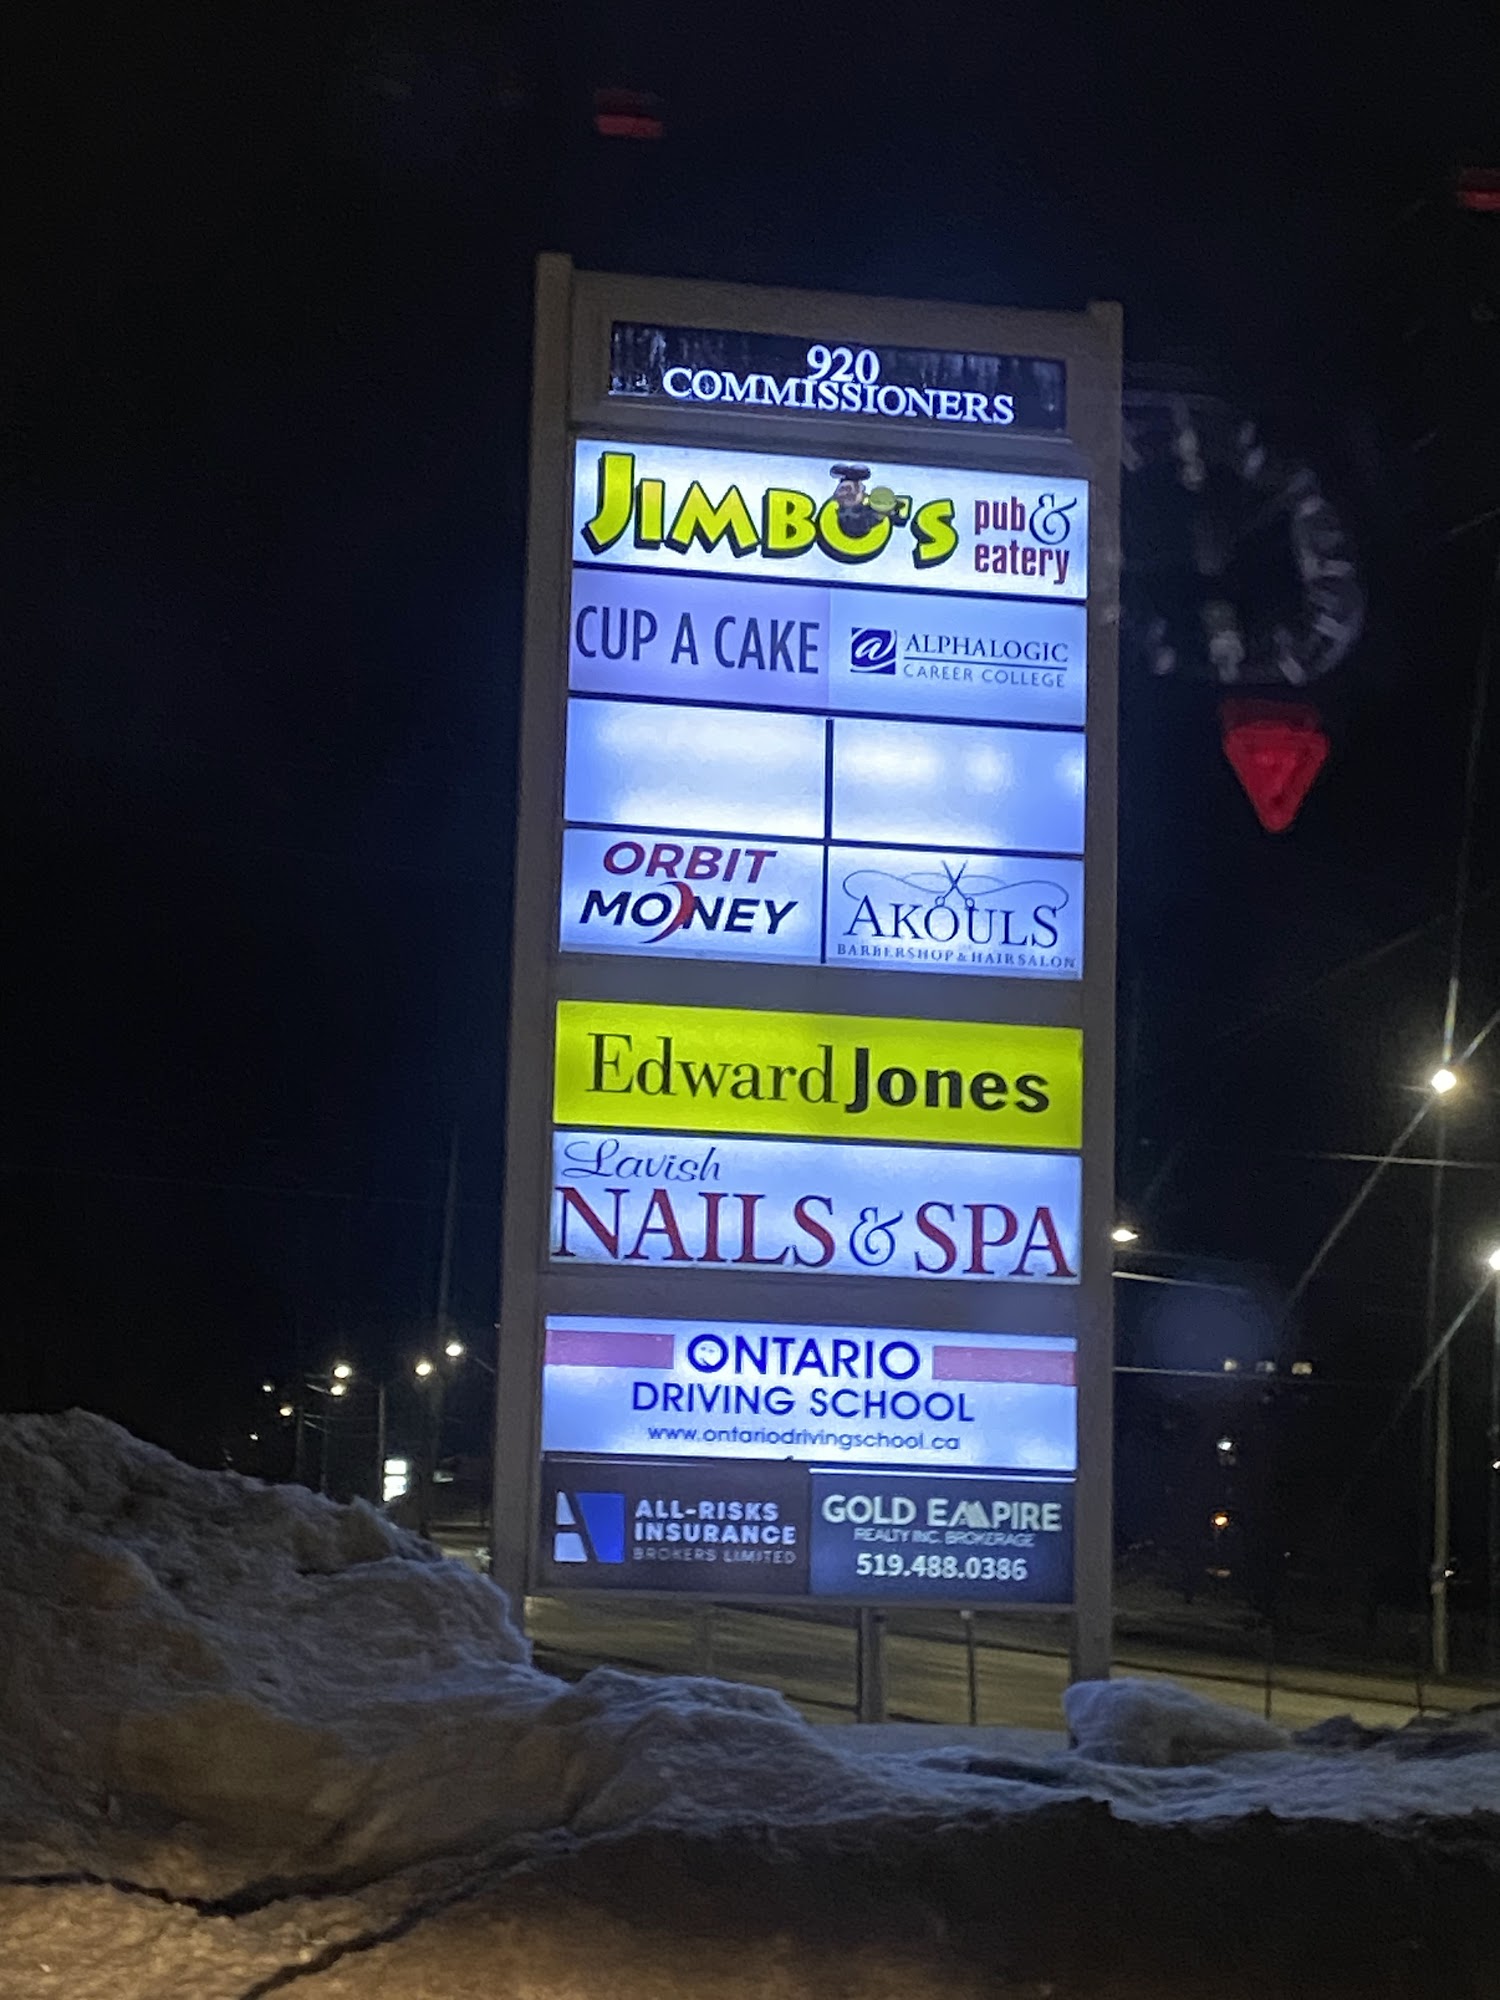 920
COMMISSIONERS
JIMBO'S pub &
eatery
CUP A CAKE
ALPHALOGIC
CAREER COLLEGE
ORBIT
MONEY
AKOULS
BARBERSHOP & HAIR SALON
Edward Jones
Lavish
NAILS & SPA
ONTARIO
DRIVING SCHOOL
www.ontariodrivingschool.ca
ALL-RISKS
INSURANCE
BROKERS LIMITED
GOLD EMPIRE
REALTY INC. BROKERAGE
519.488.0386